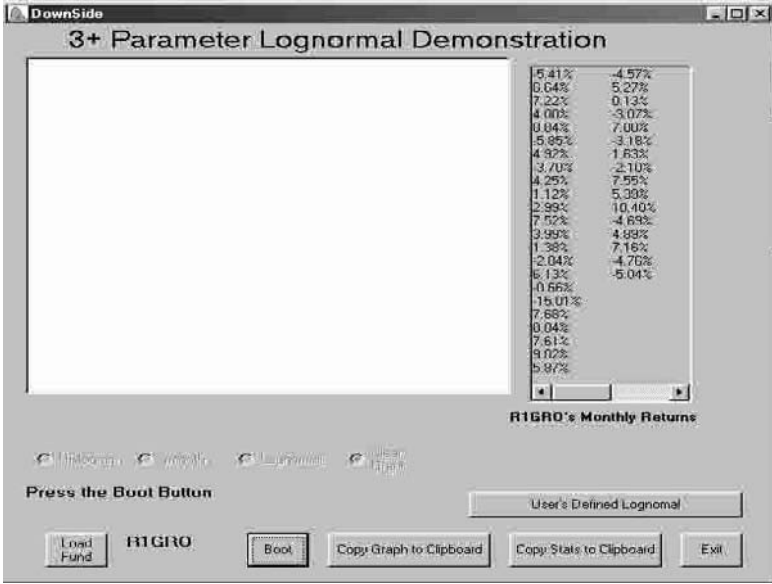 DownSide
3+ Parameter Lognormal Demonstration
-5.41% -4.57%
6.64% 5.27%
7.22% 0.13%
4.00% -3.07%
0.84% 7.00%
-5.85% -3.18%
4.92% 1.63%
-3.70% -2.10%
4.25% 7.55%
1.12% 5.39%
2.99% 10.40%
7.52% -4.69%
3.99% 4.89%
1.38% 7.16%
-2.04% -4.76%
6.13% -5.04%
-0.66%
-15.01%
7.68%
8.04%
7.61%
9.02%
5.87%
R1GRO's Monthly Returns
Histogram Lognormal
Press the Boot Button
User's Defined Lognomal
Load Fund
R1GRO
Boot
Copy Graph to Clipboard
Copy Stats to Clipboard
Exit